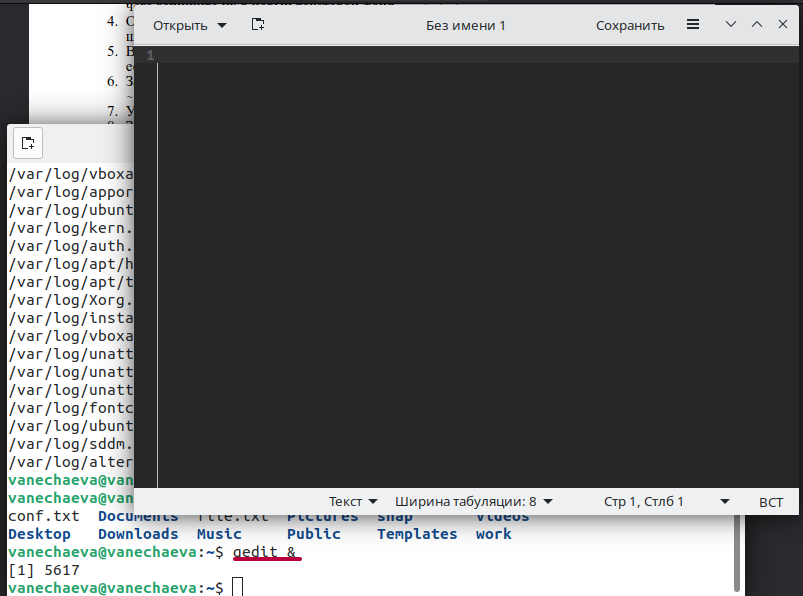 4.
5.
6.
7.
Открыть Без имени 1 Сохранить
1
/var/log/vboxa
/var/log/appor
/var/log/ubunt
/var/log/kern.
/var/log/auth.
/var/log/apt/h
/var/log/apt/t
/var/log/Xorg.
/var/log/insta
/var/log/vboxa
/var/log/unatt
/var/log/unatt
/var/log/unatt
/var/log/fontc
/var/log/ubunt
/var/log/sddm.
/var/log/alter
Текст Ширина табуляции: 8 Стр 1, Стлб 1 ВСТ
vanechaeva@van
vanechaeva@van
conf.txt Documents file.txt Pictures snap Videos
Desktop Downloads Music Public Templates work
vanechaeva@vanechaeva:~$ gedit &
[1] 5617
vanechaeva@vanechaeva:~$